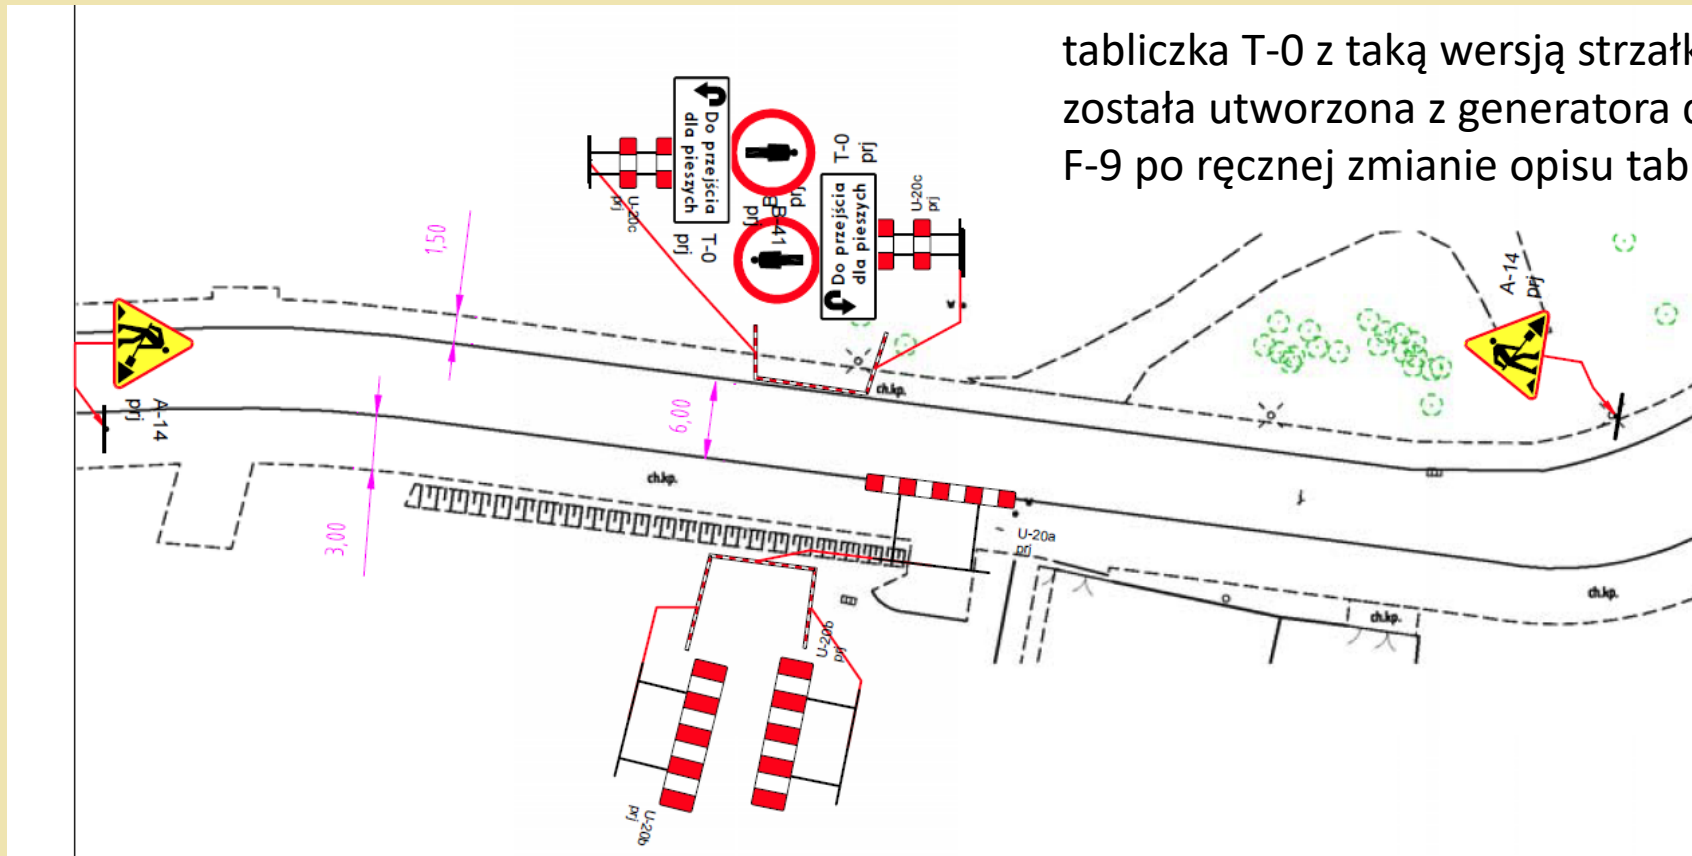 tabliczka T-0 z taką wersją strzałk
została utworzona z generatora
F-9 po ręcznej zmianie opisu tab
Do przejścia
dla pieszych
U-20c
prj
T-0
prj
prj
B-41
prj
T-0
prj
Do przejścia
dla pieszych
U-20c
prj
1,50
A-14
prj
A-14
prj
6,00
3,00
ch.kp.
ch.kp.
U-20a
prj
ch.kp.
ch.kp.
U-20b
prj
U-20b
prj